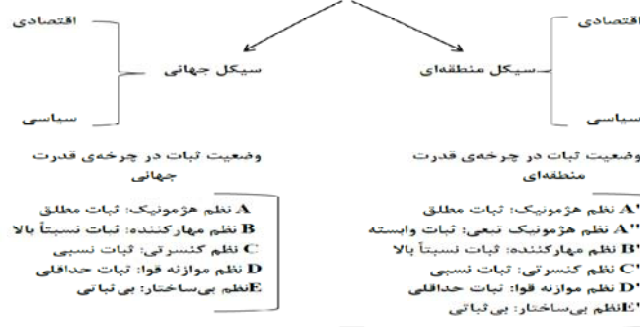 اقتصادی
سیکل منطقه‌ای
سیاسی
اقتصادی
سیکل جهانی
سیاسی
وضعیت ثبات در چرخه‌ی قدرت
منطقه‌ای
A' نظم هژمونیک: ثبات مطلق
A'' نظم هژمونیک تبعی: ثبات وابسته
B' نظم مهارکننده: ثبات نسبتاً بالا
C' نظم کنسرتی: ثبات نسبی
D' نظم موازنه قوا: ثبات حداقلی
E'نظم بی‌ساختار: بی‌ثباتی
وضعیت ثبات در چرخه‌ی قدرت
جهانی
A نظم هژمونیک: ثبات مطلق
B نظم مهارکننده: ثبات نسبتاً بالا
C نظم کنسرتی: ثبات نسبی
D نظم موازنه قوا: ثبات حداقلی
Eنظم بی‌ساختار: بی‌ثباتی